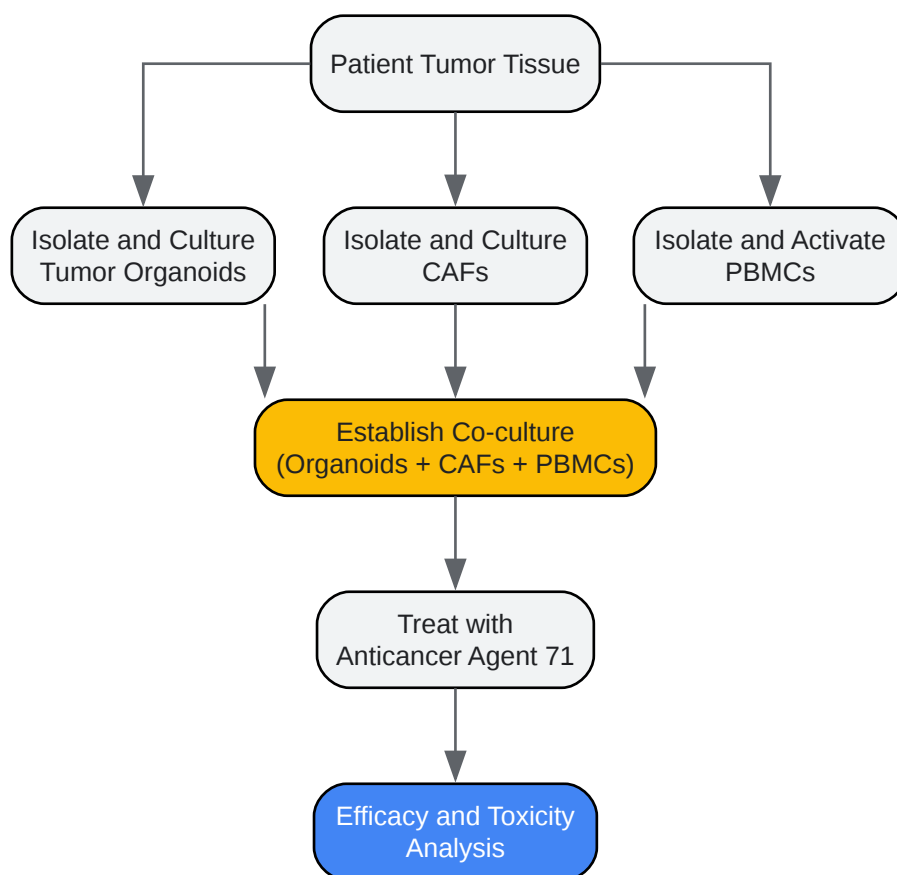 Patient Tumor Tissue
Isolate and Culture
Tumor Organoids
Isolate and Culture
CAFs
Isolate and Activate
PBMCs
Establish Co-culture
(Organoids + CAFs + PBMCs)
Treat with
Anticancer Agent 71
Efficacy and Toxicity
Analysis